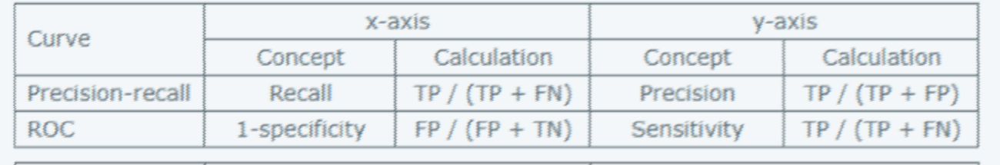 Curve x-axis y-axis
Concept Calculation Concept Calculation
Precision-recall Recall TP / (TP + FN) Precision TP / (TP + FP)
ROC 1-specificity FP / (FP + TN) Sensitivity TP / (TP + FN)